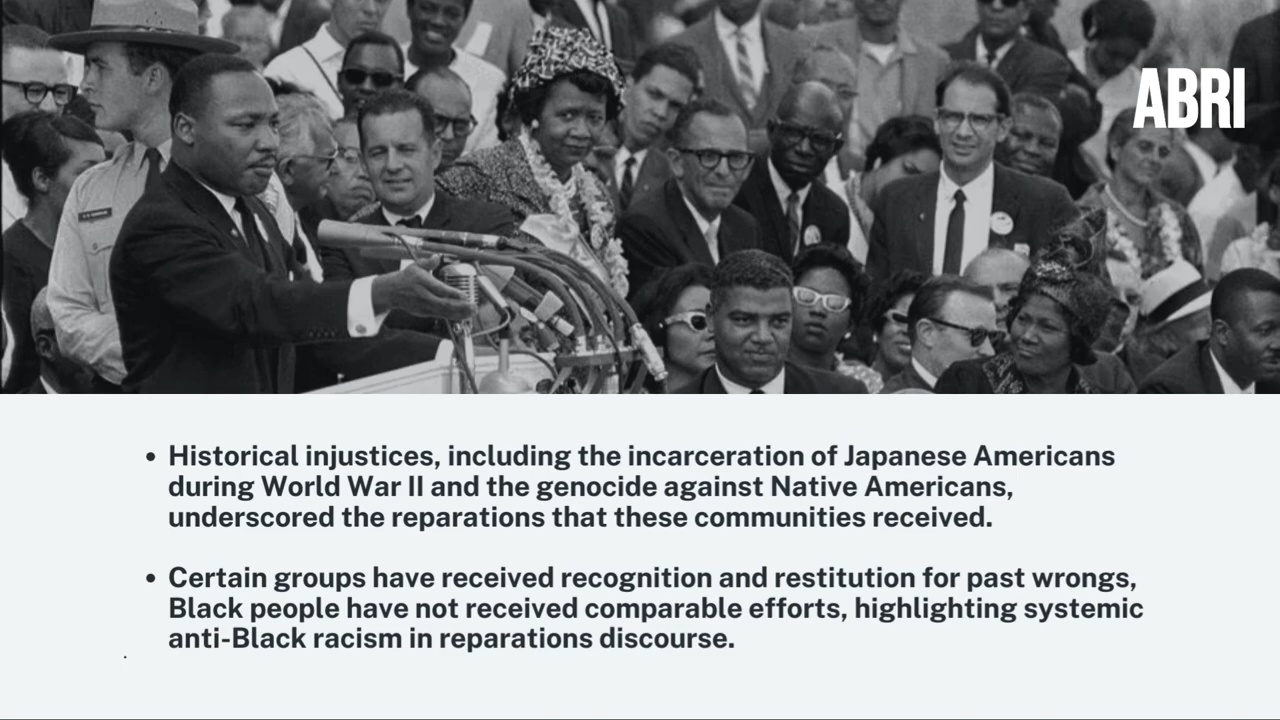 ABRI
• Historical injustices, including the incarceration of Japanese Americans
during World War II and the genocide against Native Americans,
underscored the reparations that these communities received.
• Certain groups have received recognition and restitution for past wrongs,
Black people have not received comparable efforts, highlighting systemic
anti-Black racism in reparations discourse.